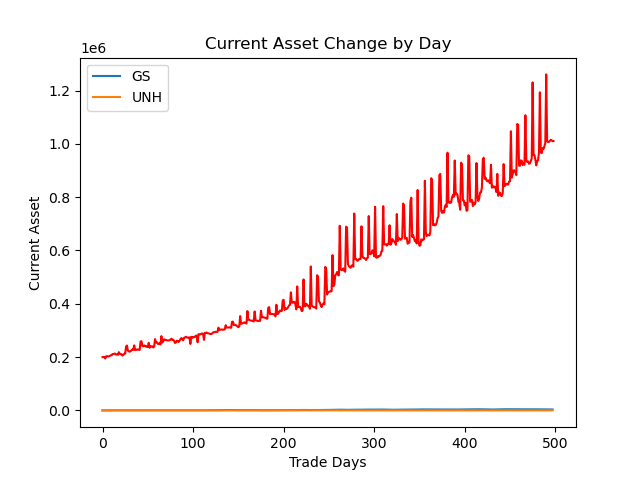 Current Asset Change by Day
1e6
GS
UNH
1.2
1.0
0.8
0.6
0.4
0.2
0.0
Current Asset
0 100 200 300 400 500
Trade Days